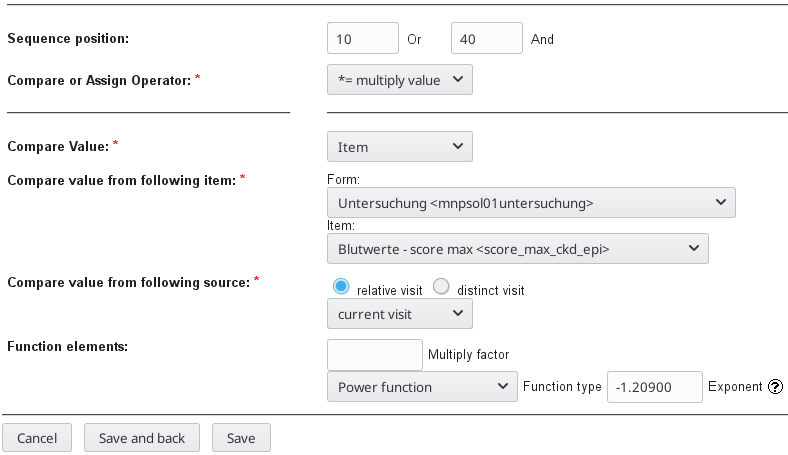 Sequence position: 10 Or 40 And
Compare or Assign Operator: * *= multiply value
Compare Value: * Item
Compare value from following item: * Form:
Untersuchung <mnpsol01untersuchung>
Item:
Blutwerte - score max <score_max_ckd_epi>
Compare value from following source: * relative visit distinct visit
current visit
Function elements:
Multiply factor
Power function Function type -1.20900 Exponent ?
Cancel Save and back Save